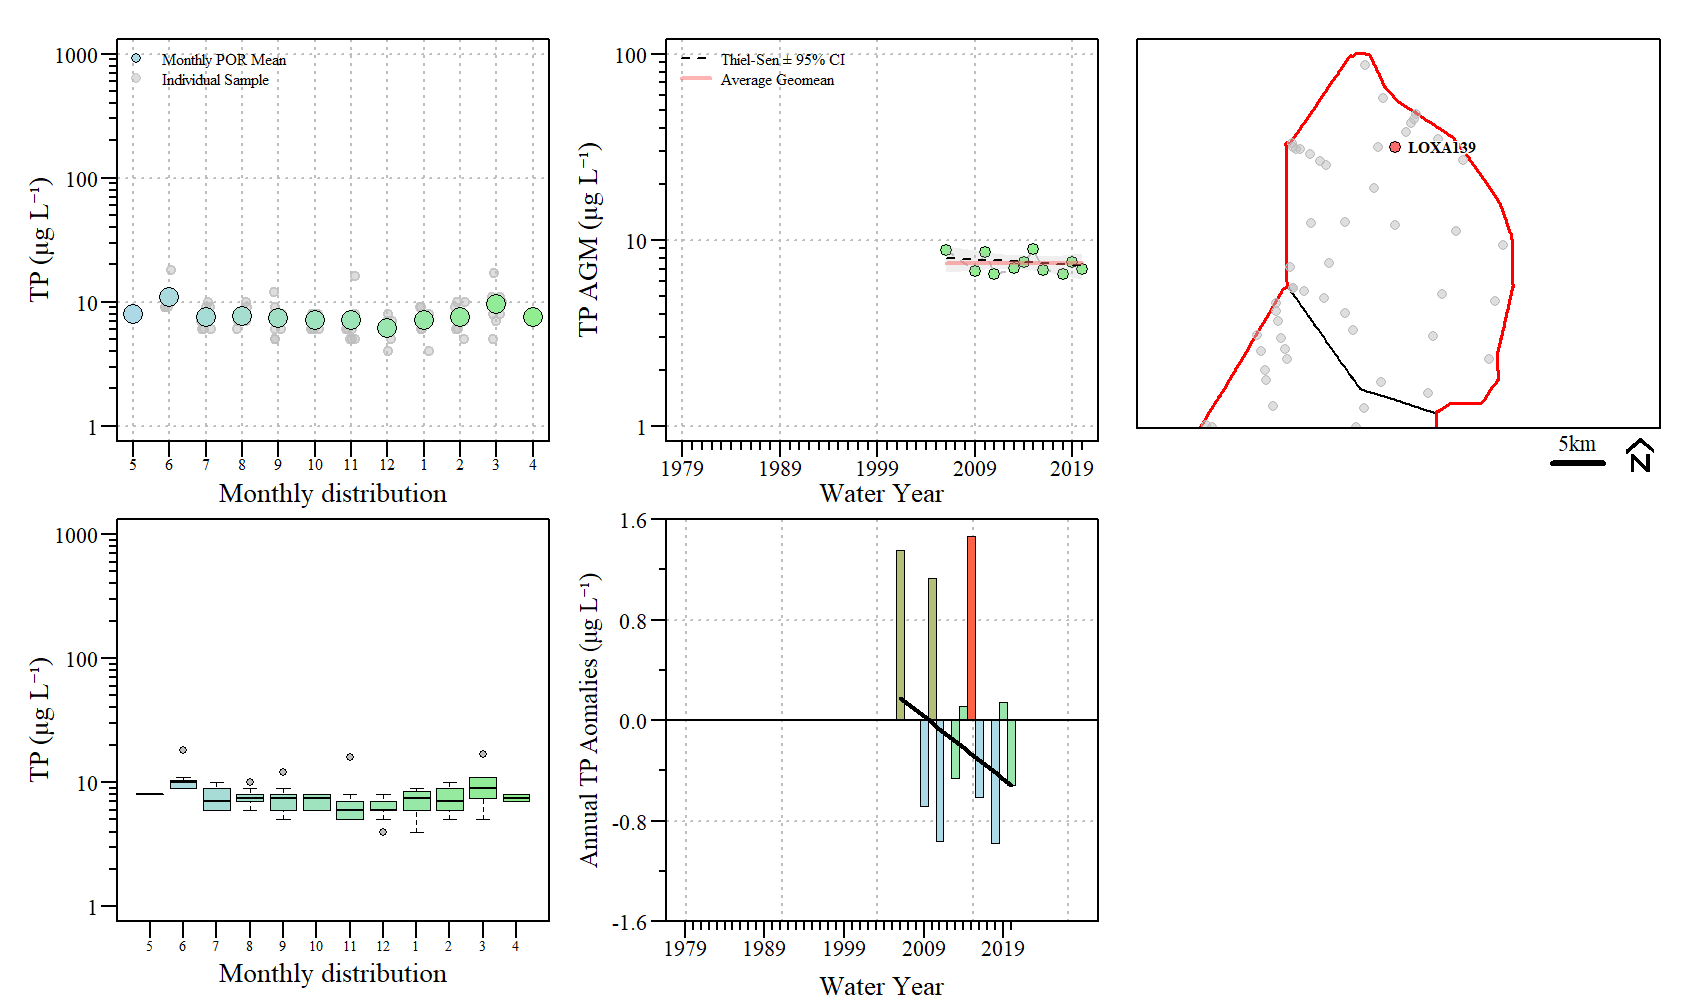 1000
100
10
1
TP (µg L⁻¹)
Monthly POR Mean
Individual Sample
5 6 7 8 9 10 11 12 1 2 3 4
Monthly distribution
100
10
1
TP AGM (µg L⁻¹)
Thiel-Sen ± 95% CI
Average Geomean
1979 1989 1999 2009 2019
Water Year
LOXA139
5km
N
1000
100
10
1
TP (µg L⁻¹)
5 6 7 8 9 10 11 12 1 2 3 4
Monthly distribution
1.6
0.8
0.0
-0.8
-1.6
Annual TP Aomalies (µg L⁻¹)
1979 1989 1999 2009 2019
Water Year